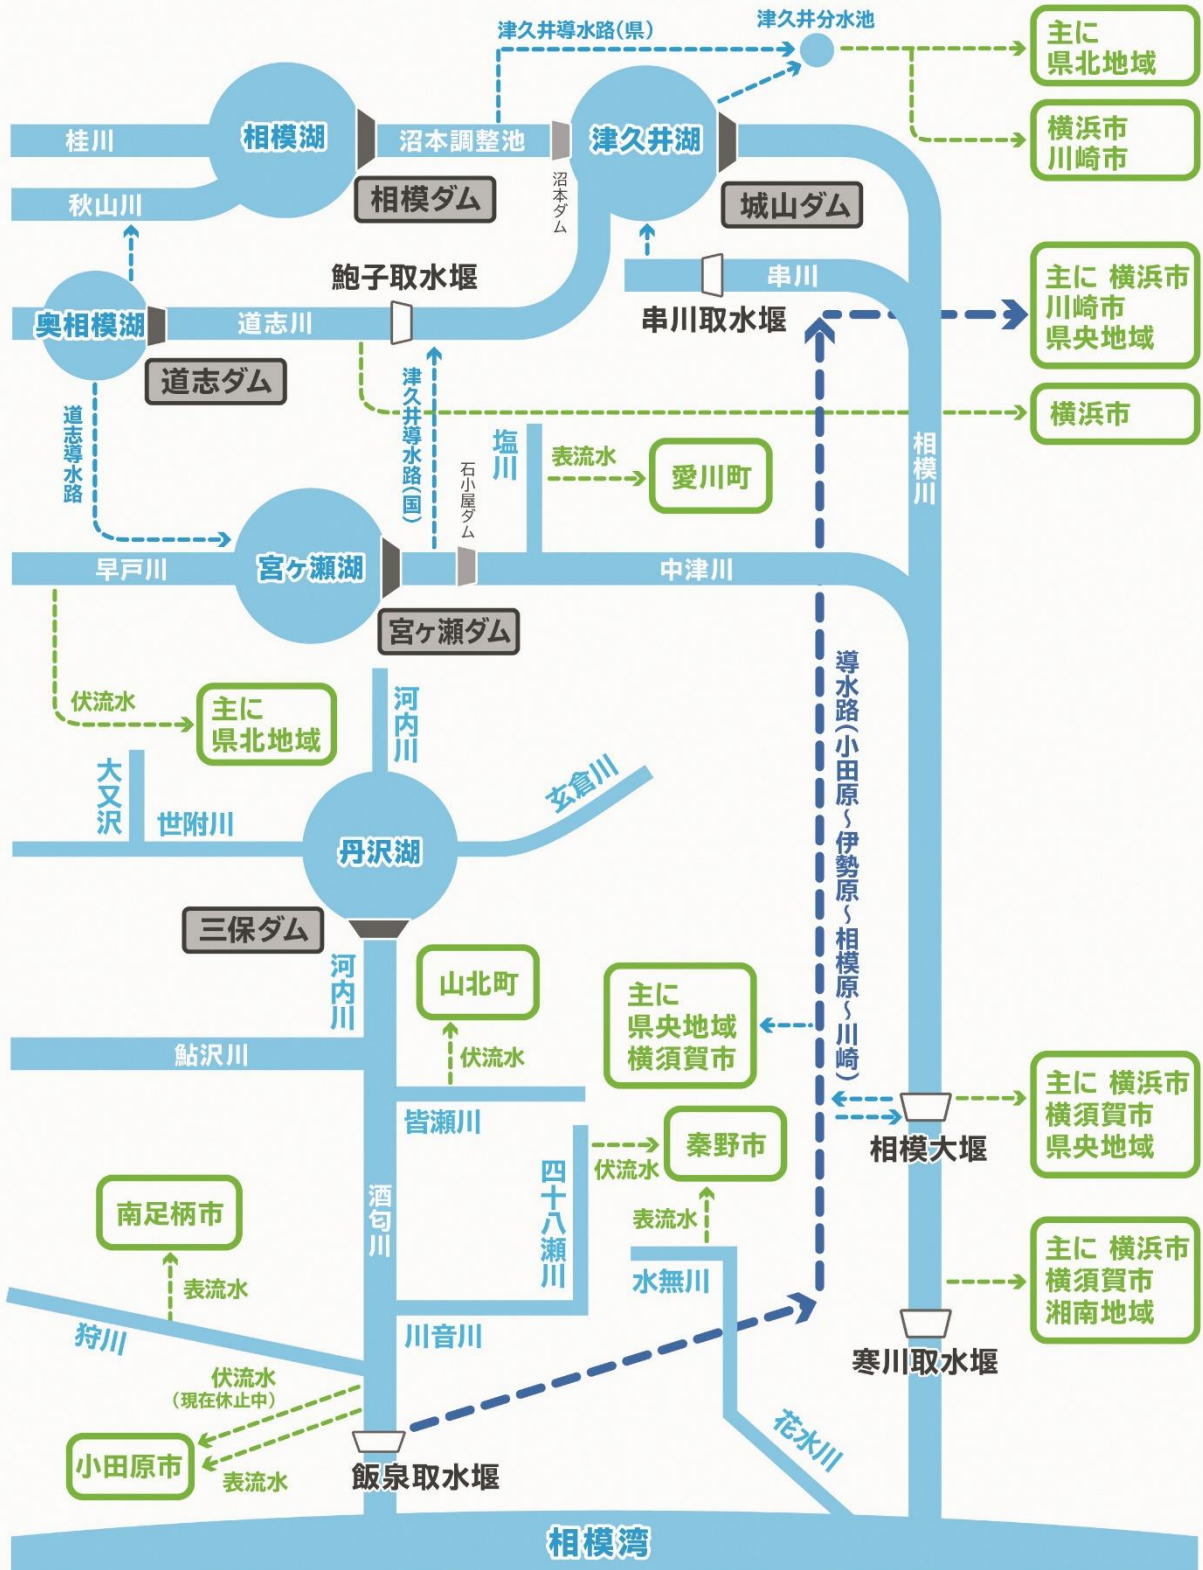 津久井導水路(県)
津久井分水池
主に
県北地域
横浜市
川崎市
桂川
相模湖
沼本調整池
津久井湖
秋山川
相模ダム
沼本ダム
城山ダム
鮑子取水堰
串川
串川取水堰
主に 横浜市
川崎市
県央地域
奥相模湖
道志川
道志ダム
横浜市
道志導水路
津久井導水路(国)
石小屋ダム
塩川
表流水
愛川町
相模川
早戸川
宮ヶ瀬湖
中津川
宮ヶ瀬ダム
伏流水
主に
県北地域
河内川
導水路(小田原~伊勢原~相模原~川崎)
大又沢
世附川
玄倉川
丹沢湖
三保ダム
河内川
山北町
主に
県央地域
横須賀市
鮎沢川
伏流水
皆瀬川
主に 横浜市
横須賀市
県央地域
相模大堰
酒匂川
四十八瀬川
伏流水
秦野市
南足柄市
表流水
表流水
水無川
主に 横浜市
横須賀市
湘南地域
狩川
川音川
寒川取水堰
伏流水
(現在休止中)
小田原市
表流水
飯泉取水堰
花水川
相模湾